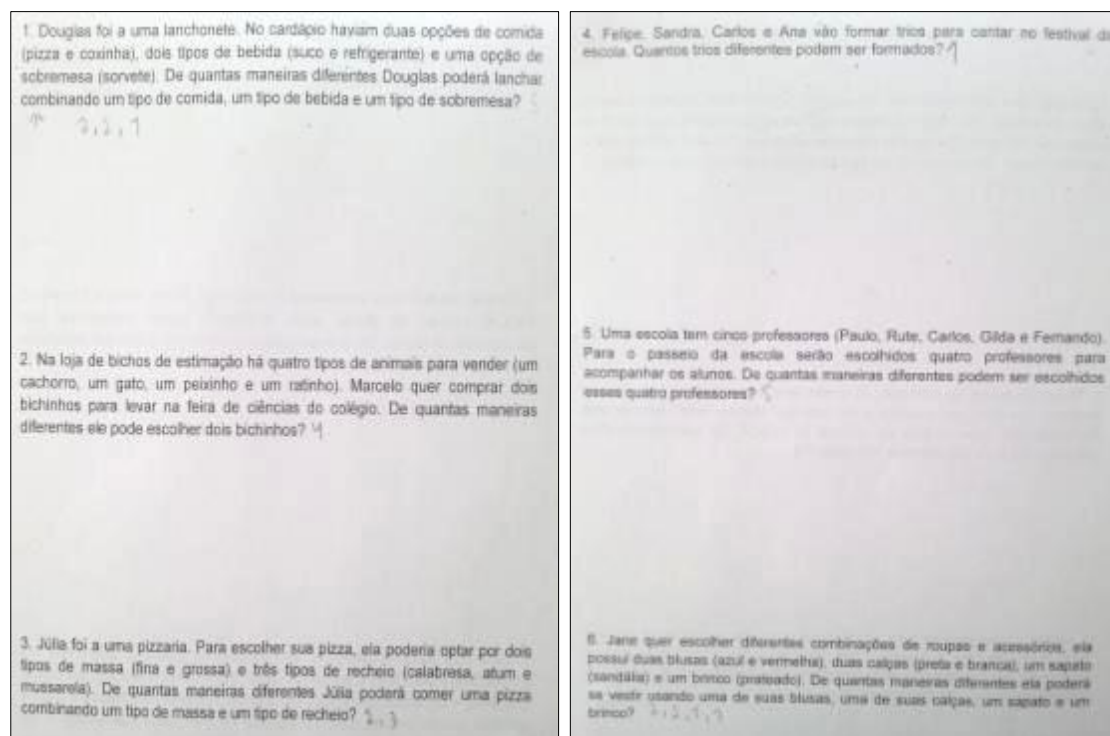 1. Douglas foi a uma lanchonete. No cardápio haviam duas opções de comida
(pizza e coxinha), dois tipos de bebida (suco e refrigerante) e uma opção de
sobremesa (sorvete). De quantas maneiras diferentes Douglas poderá lanchar
combinando um tipo de comida, um tipo de bebida e um tipo de sobremesa?
2, 2, 1
2. Na loja de bichos de estimação há quatro tipos de animais para vender (um
cachorro, um gato, um peixinho e um ratinho). Marcelo quer comprar dois
bichinhos para levar na feira de ciências do colégio. De quantas maneiras
diferentes ele pode escolher dois bichinhos? 4
3. Júlia foi a uma pizzaria. Para escolher sua pizza, ela poderia optar por dois
tipos de massa (fina e grossa) e três tipos de recheio (calabresa, atum e
mussarela). De quantas maneiras diferentes Júlia poderá comer uma pizza
combinando um tipo de massa e um tipo de recheio? 2, 3
4. Felipe, Sandra, Carlos e Ana vão formar trios para cantar no festival da
escola. Quantos trios diferentes podem ser formados? 1
5. Uma escola tem cinco professores (Paulo, Rute, Carlos, Gilda e Fernando).
Para o passeio da escola serão escolhidos quatro professores para
acompanhar os alunos. De quantas maneiras diferentes podem ser escolhidos
esses quatro professores? 5
6. Jane quer escolher diferentes combinações de roupas e acessórios, ela
possui duas blusas (azul e vermelha), duas calças (preta e branca), um sapato
(sandália) e um brinco (prateado). De quantas maneiras diferentes ela poderá
se vestir usando uma de suas blusas, uma de suas calças, um sapato e um
brinco? 2, 2, 1, 1